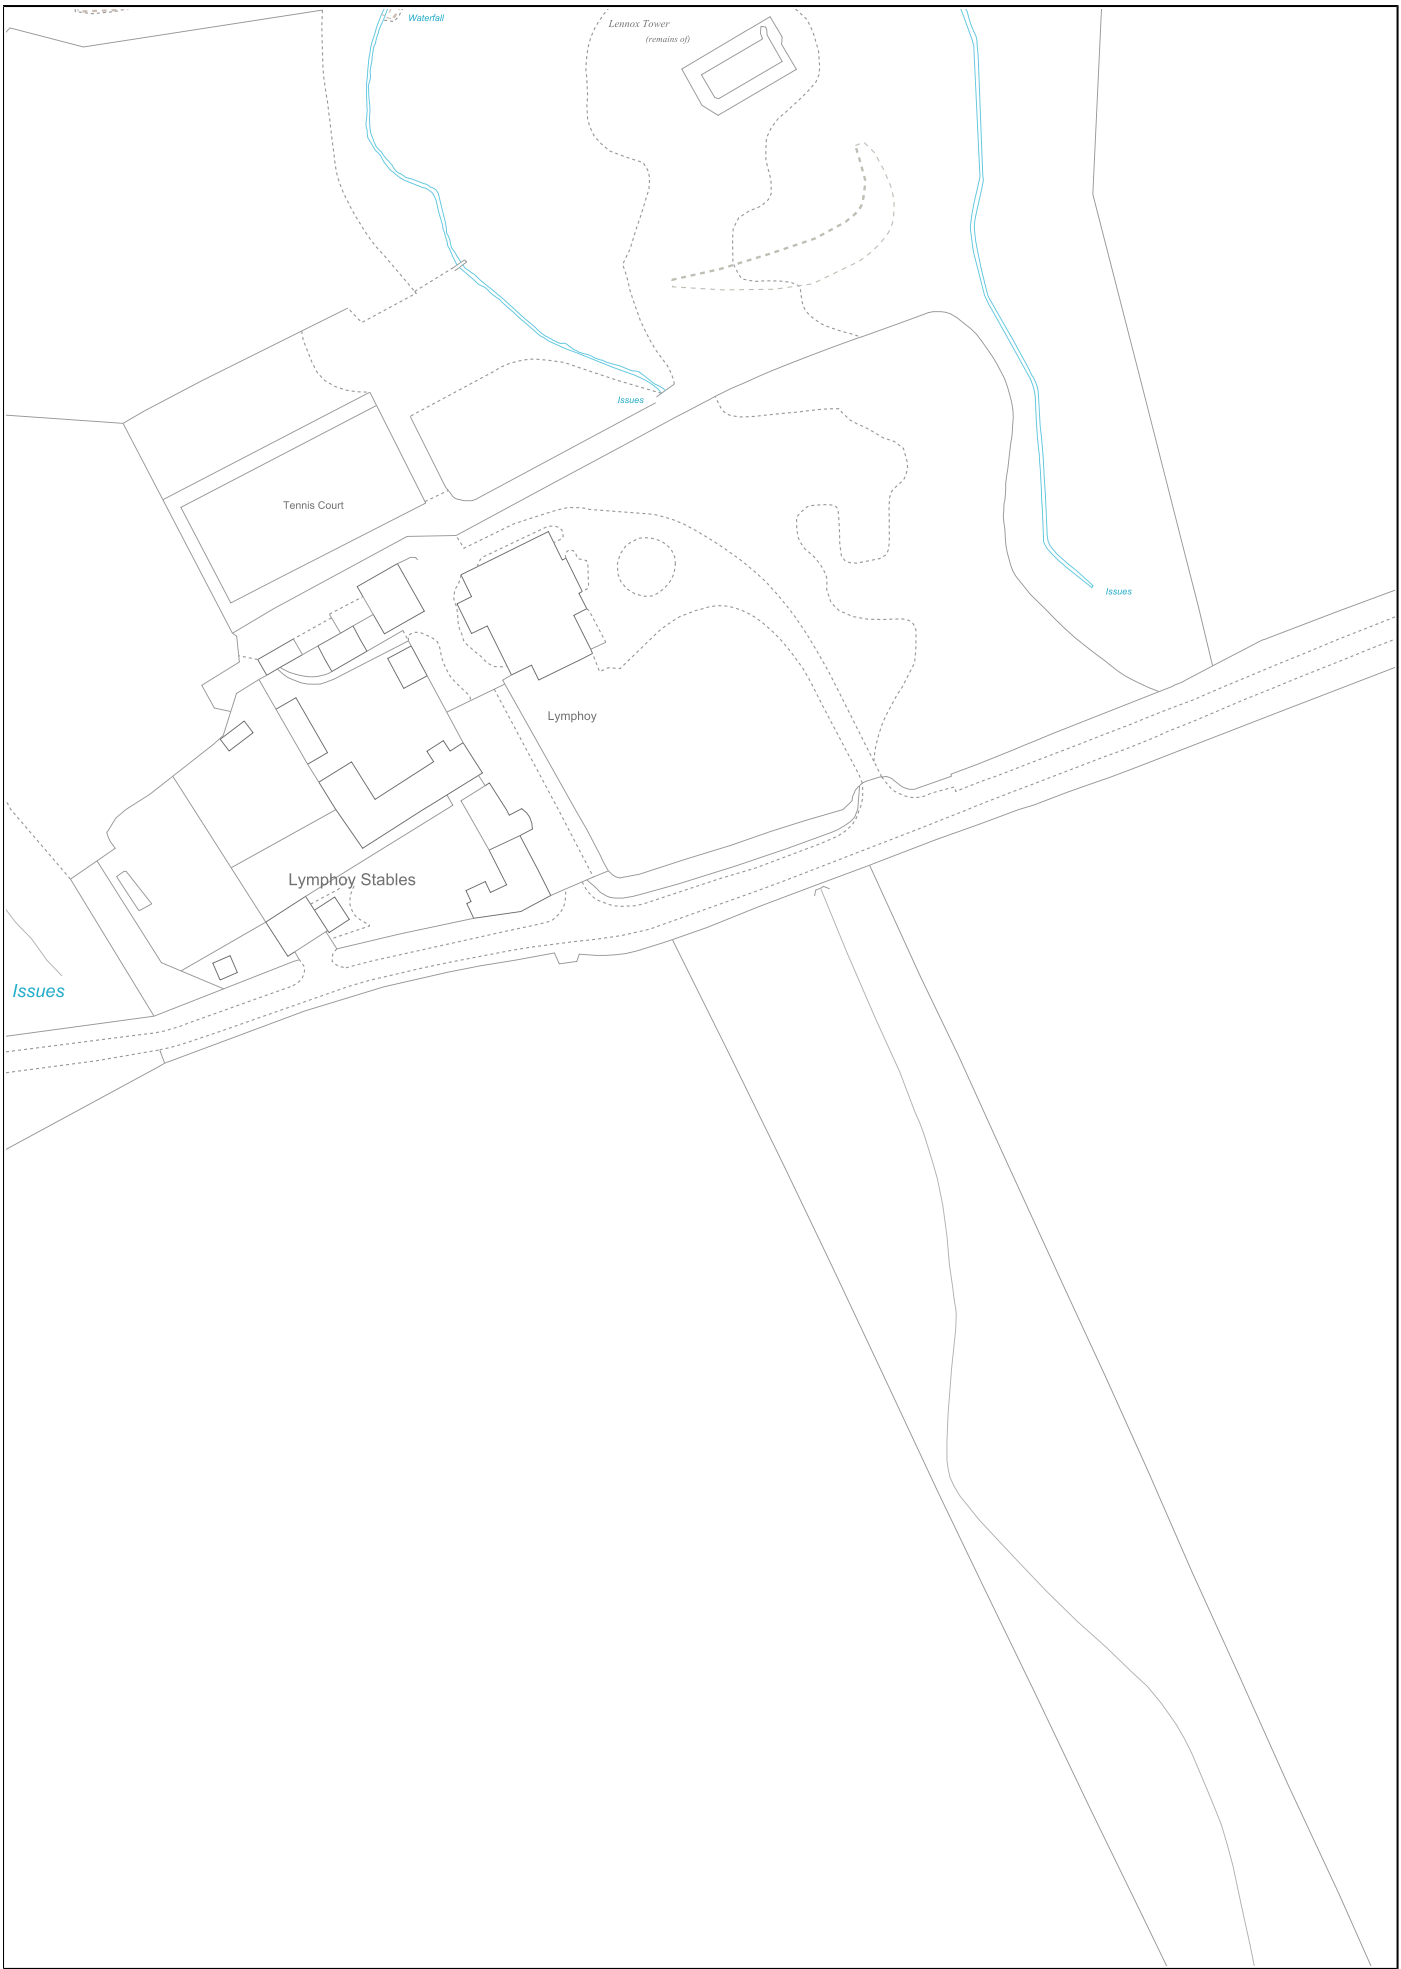 Waterfall
Lennox Tower
(remains of)
Issues
Tennis Court
Issues
Lymphoy
Lymphoy Stables
Issues